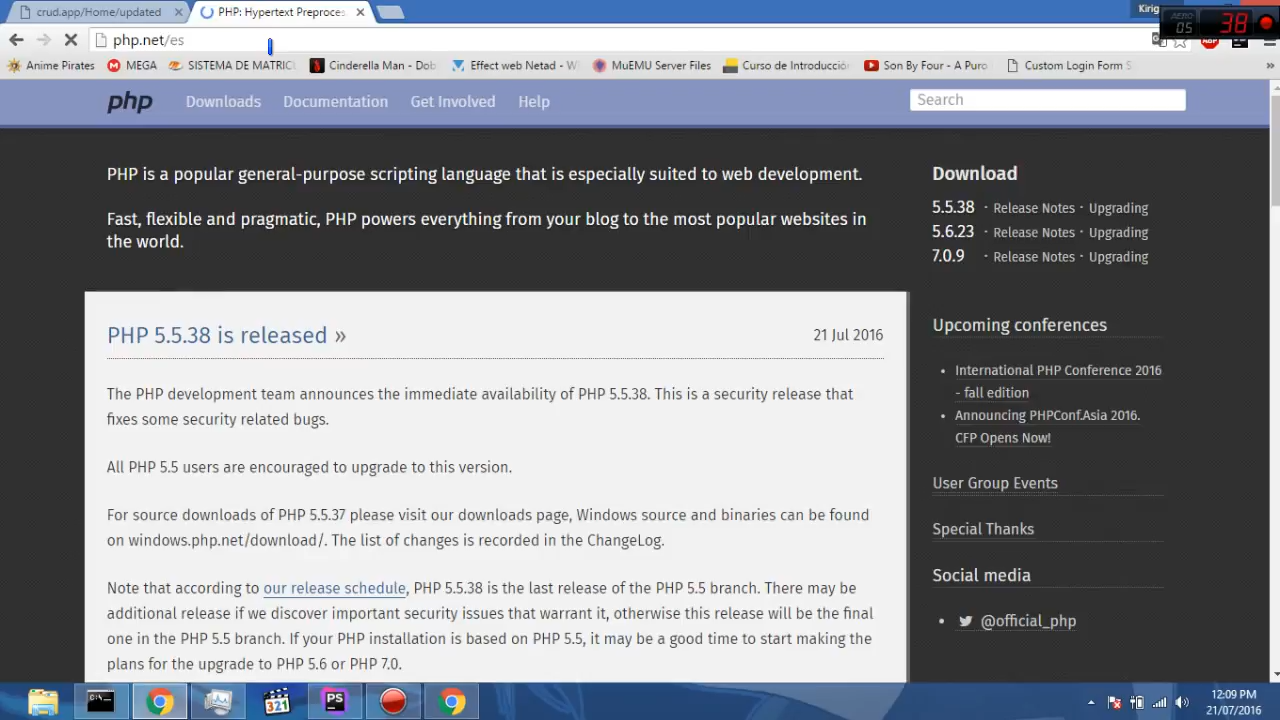 crud.app/Home/updated
PHP: Hypertext Preproces
Kirig
AERO
05
38
php.net/es
ABP
Anime Pirates
MEGA
SISTEMA DE MATRICU
Cinderella Man - Dob
Effect web Netad - W
MuEMU Server Files
Curso de Introducció
Son By Four - A Pu
Custom Login Form S
»
php
Downloads
Documentation
Get Involved
Help
Search
PHP is a popular general-purpose scripting language that is especially suited to web development.
Fast, flexible and pragmatic, PHP powers everything from your blog to the most popular websites in
the world.
PHP 5.5.38 is released »
21 Jul 2016
The PHP development team announces the immediate availability of PHP 5.5.38. This is a security release that
fixes some security related bugs.
All PHP 5.5 users are encouraged to upgrade to this version.
For source downloads of PHP 5.5.37 please visit our downloads page, Windows source and binaries can be found
on windows.php.net/download/. The list of changes is recorded in the ChangeLog.
Note that according to our release schedule, PHP 5.5.38 is the last release of the PHP 5.5 branch. There may be
additional release if we discover important security issues that warrant it, otherwise this release will be the final
one in the PHP 5.5 branch. If your PHP installation is based on PHP 5.5, it may be a good time to start making the
plans for the upgrade to PHP 5.6 or PHP 7.0.
Download
5.5.38 · Release Notes · Upgrading
5.6.23 · Release Notes · Upgrading
7.0.9 · Release Notes · Upgrading
Upcoming conferences
International PHP Conference 2016
- fall edition
Announcing PHPConf.Asia 2016.
CFP Opens Now!
User Group Events
Special Thanks
Social media
@official_php
C:\_
321
PS
12:09 PM
21/07/2016